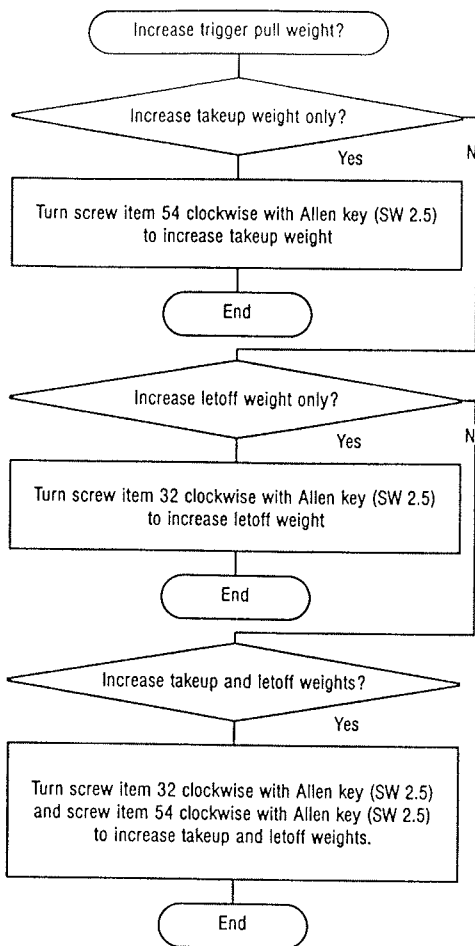 Increase trigger pull weight?
Increase takeup weight only?
Yes
N
Turn screw item 54 clockwise with Allen key (SW 2.5)
to increase takeup weight
End
Increase letoff weight only?
Yes
N
Turn screw item 32 clockwise with Allen key (SW 2.5)
to increase letoff weight
End
Increase takeup and letoff weights?
Yes
Turn screw item 32 clockwise with Allen key (SW 2.5)
and screw item 54 clockwise with Allen key (SW 2.5)
to increase takeup and letoff weights.
End